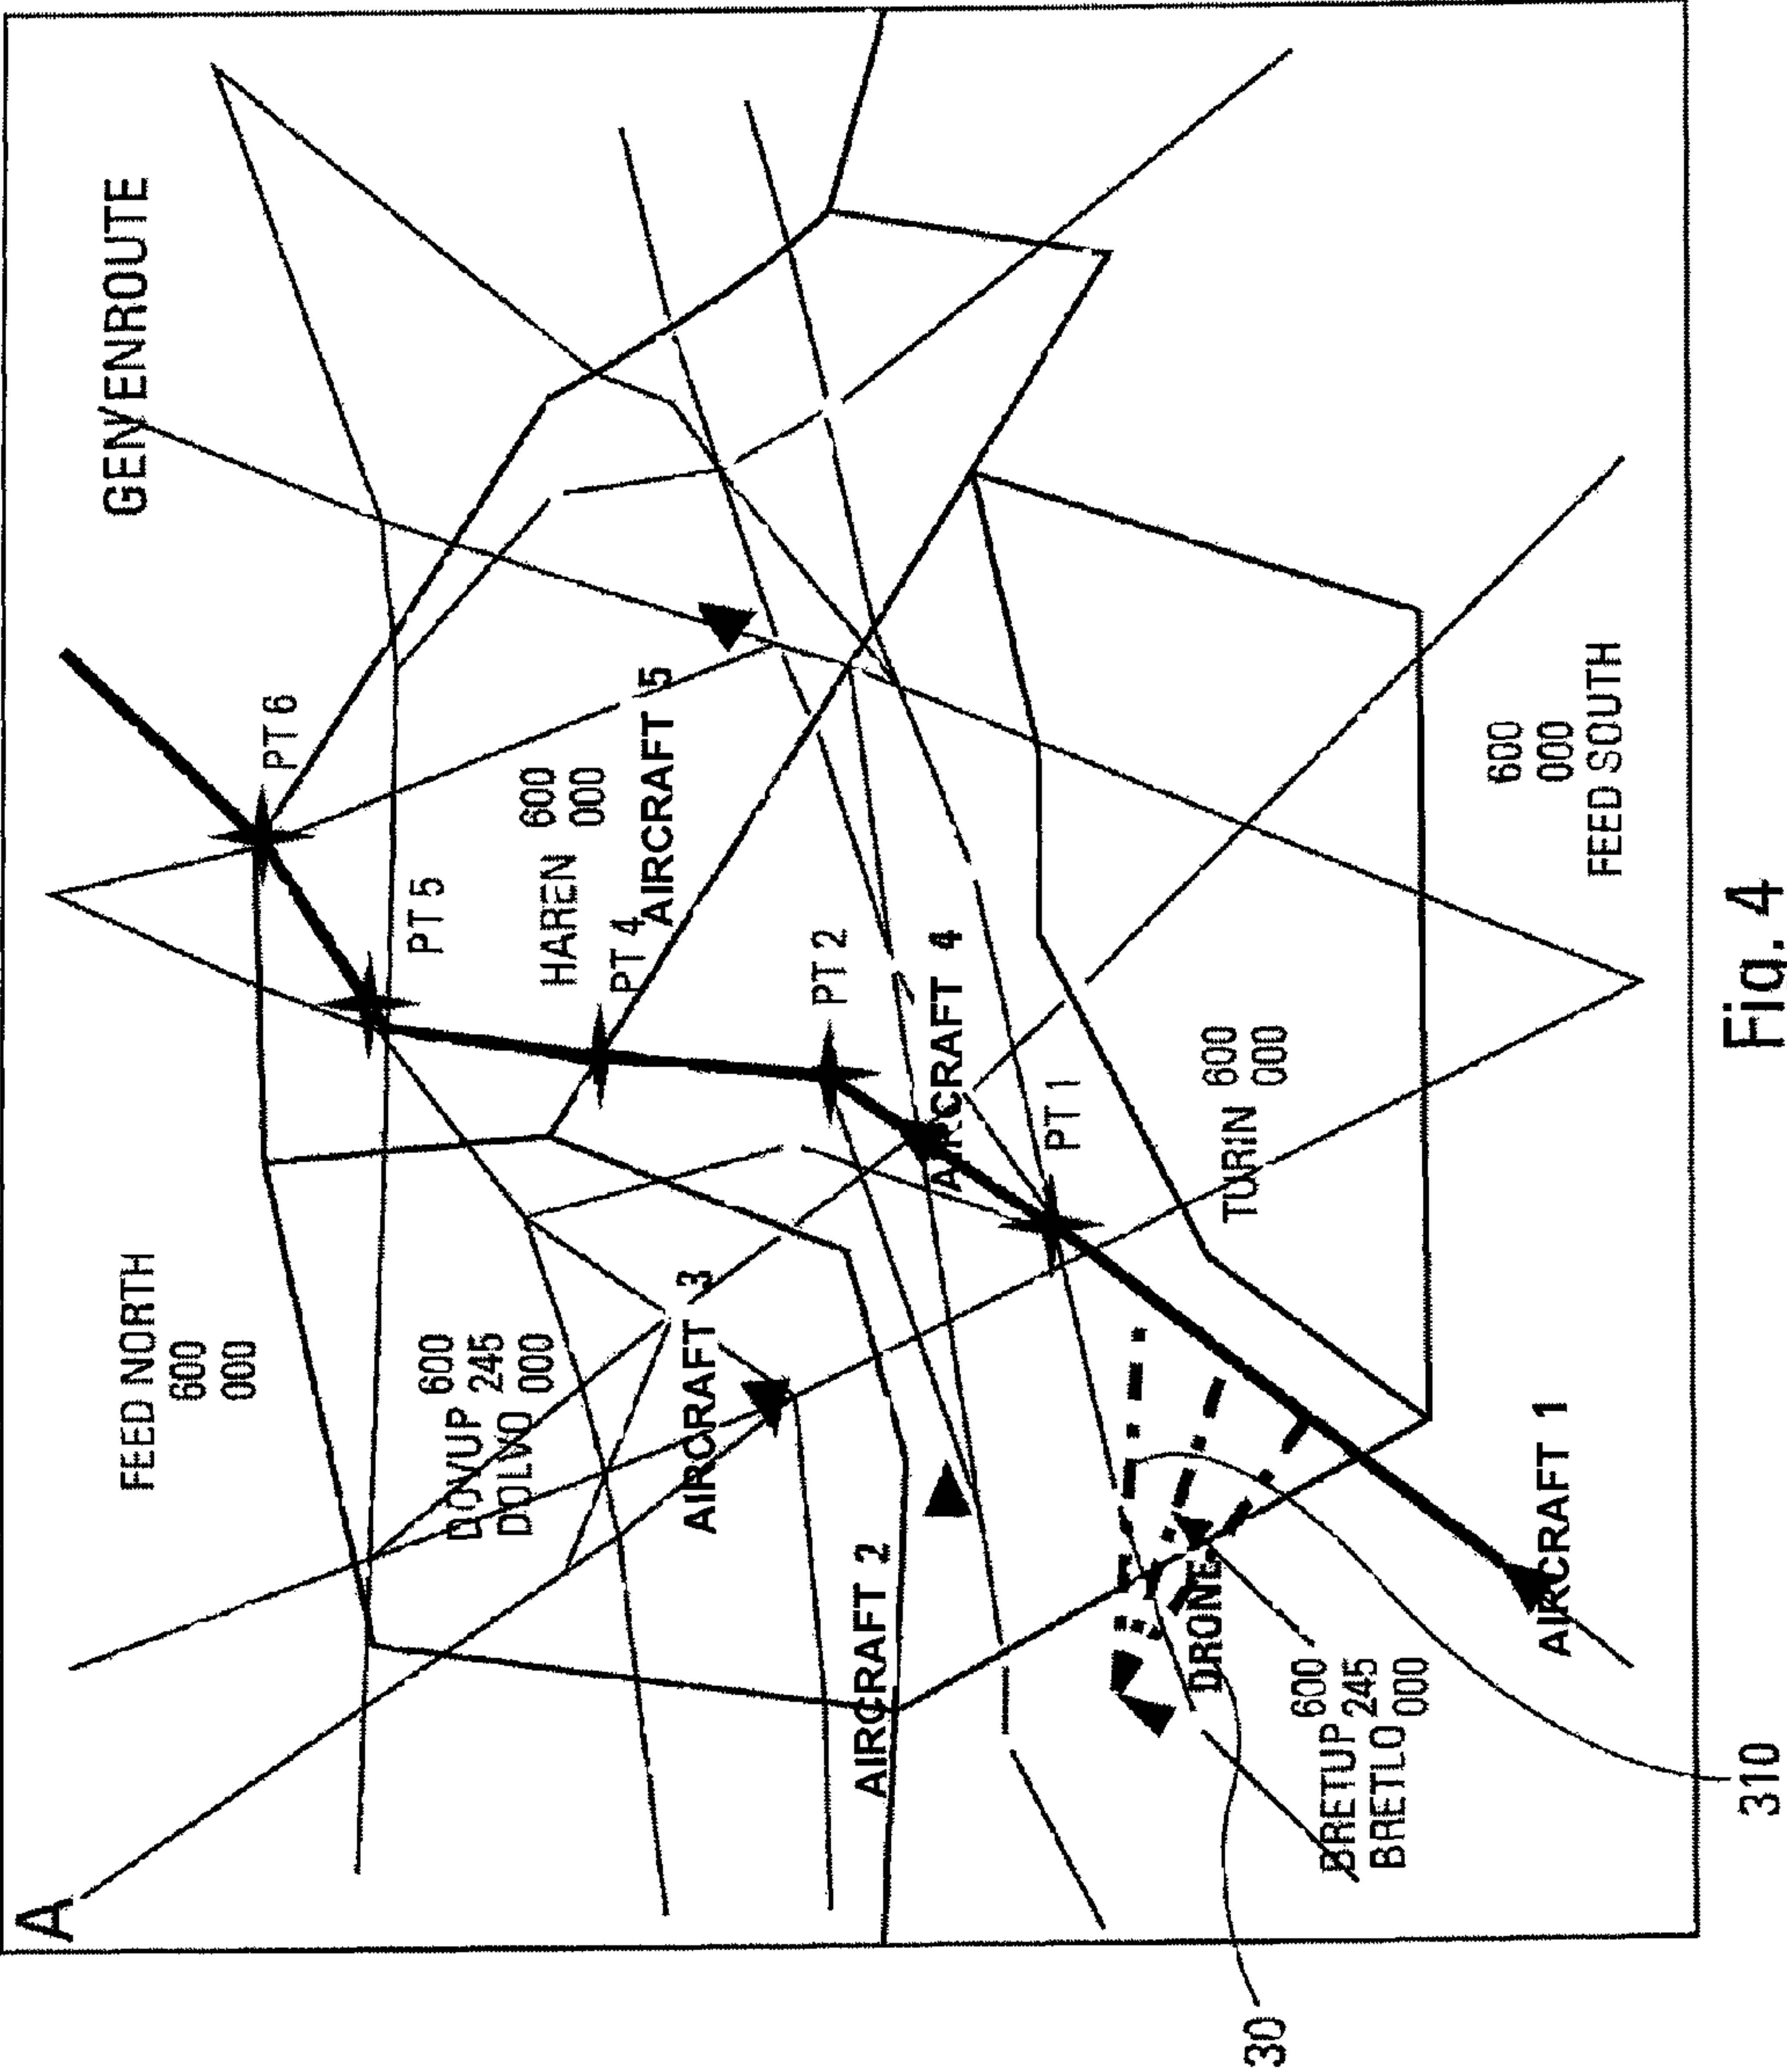 A
GEN/ENROUTE
FEED NORTH
600
000
PT 6
DOVUP 600
245
DOLVO 000
PT 5
HAREN 600
000
PT 4
AIRCRAFT 5
AIRCRAFT 3
PT 2
AIRCRAFT 2
AIRCRAFT 4
PT 1
DRONE
TURIN 600
000
BRETUP 600
245
BRETLO 000
600
000
FEED SOUTH
AIRCRAFT 1
30
310
Fig. 4